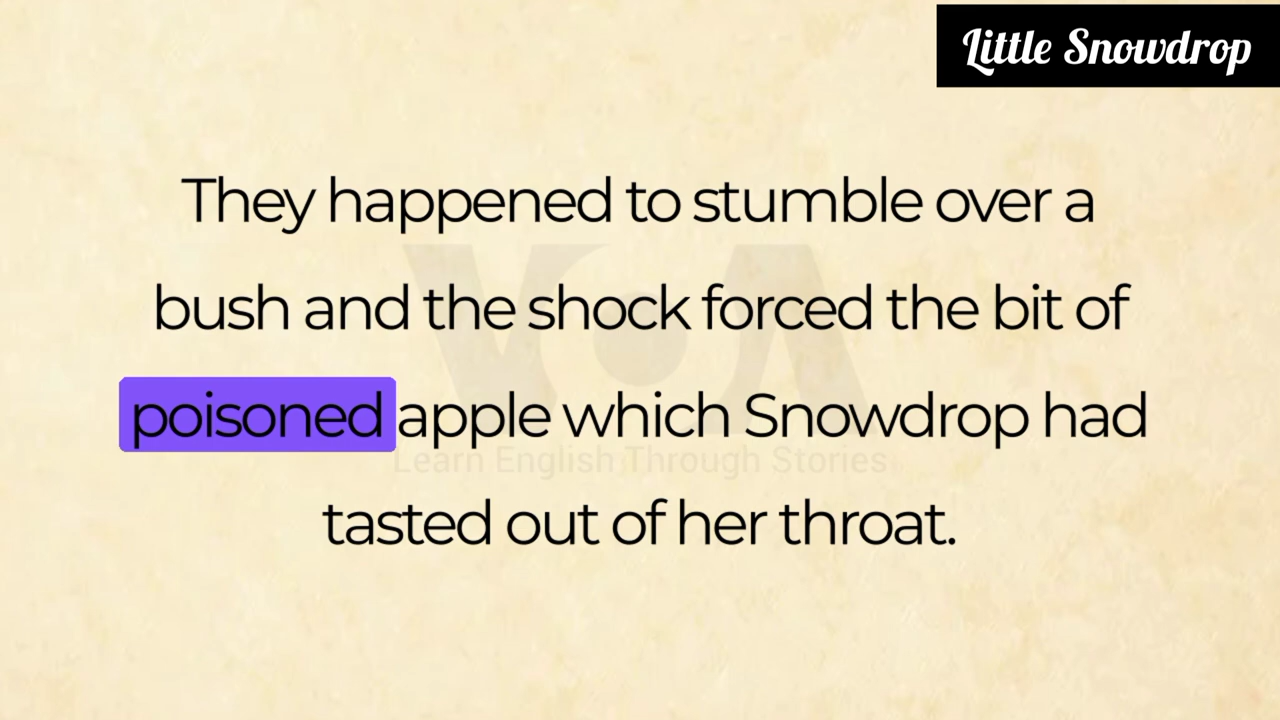 Little Snowdrop
They happened to stumble over a
bush and the shock forced the bit of
poisoned apple which Snowdrop had
tasted out of her throat.
VOA
Learn English Through Stories